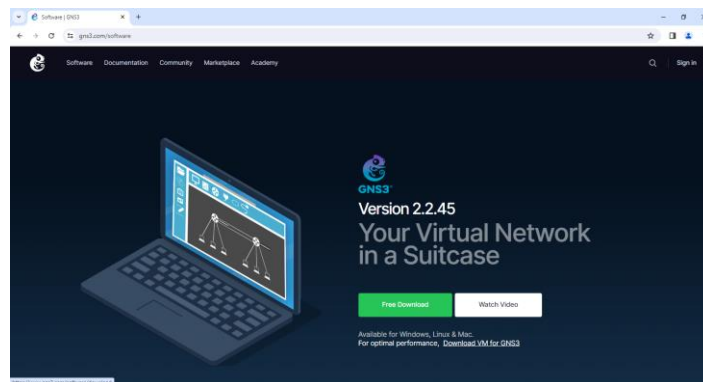 Software | GNS3
gns3.com/software
Software Documentation Community Marketplace Academy
Sign in
GNS3
Version 2.2.45
Your Virtual Network
in a Suitcase
Free Download Watch Video
Available for Windows, Linux & Mac.
For optimal performance, Download VM for GNS3